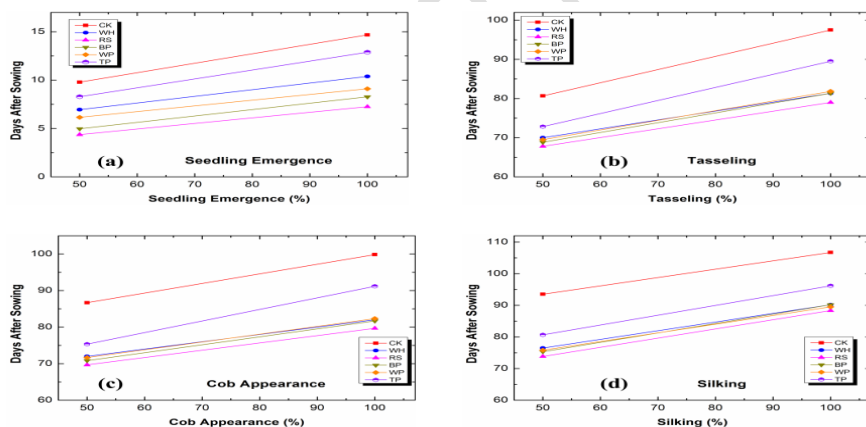 CK
WH
RS
BP
WP
TP
15
10
5
0
Days After Sowing
(a)
Seedling Emergence
50 60 70 80 90 100
Seedling Emergence (%)
CK
WH
RS
BP
WP
TP
100
90
80
70
60
Days After Sowing
(b)
Tasseling
50 60 70 80 90 100
Tasseling (%)
100
90
80
70
60
Days After Sowing
CK
WH
RS
BP
WP
TP
(c)
Cob Appearance
50 60 70 80 90 100
Cob Appearance (%)
110
100
90
80
70
60
Days After Sowing
CK
WH
RS
BP
WP
TP
(d)
Silking
50 60 70 80 90 100
Silking (%)